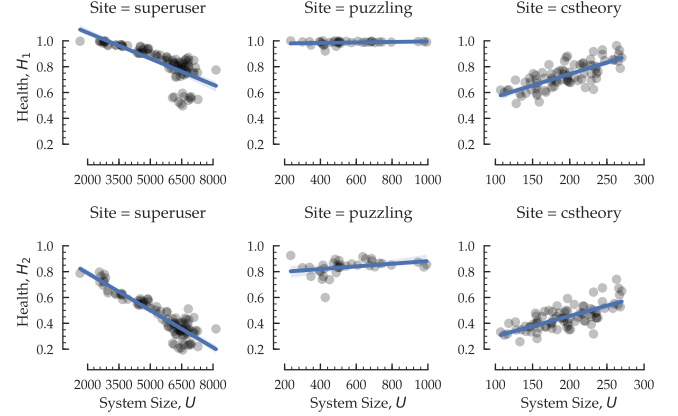 Site = superuser Site = puzzling Site = cstheory
Health, H1
1.0 1.0 1.0
0.8 0.8 0.8
0.6 0.6 0.6
0.4 0.4 0.4
0.2 0.2 0.2
2000 3500 5000 6500 8000 200 400 600 800 1000 100 150 200 250 300
Site = superuser Site = puzzling Site = cstheory
Health, H2
1.0 1.0 1.0
0.8 0.8 0.8
0.6 0.6 0.6
0.4 0.4 0.4
0.2 0.2 0.2
2000 3500 5000 6500 8000 200 400 600 800 1000 100 150 200 250 300
System Size, U System Size, U System Size, U